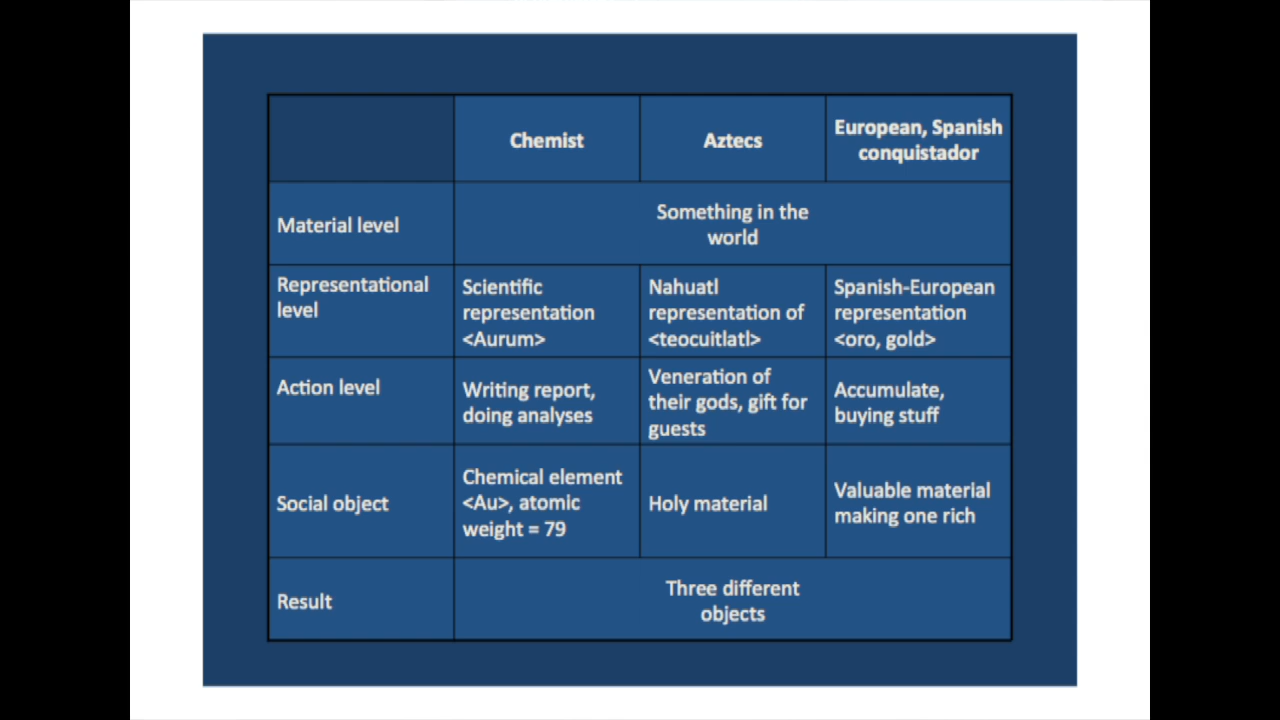 Chemist
Aztecs
European, Spanish
conquistador
Material level
Something in the
world
Representational
level
Scientific
representation
<Aurum>
Nahuatl
representation of
<teocuitlatl>
Spanish-European
representation
<oro, gold>
Action level
Writing report,
doing analyses
Veneration of
their gods, gift for
guests
Accumulate,
buying stuff
Social object
Chemical element
<Au>, atomic
weight = 79
Holy material
Valuable material
making one rich
Result
Three different
objects